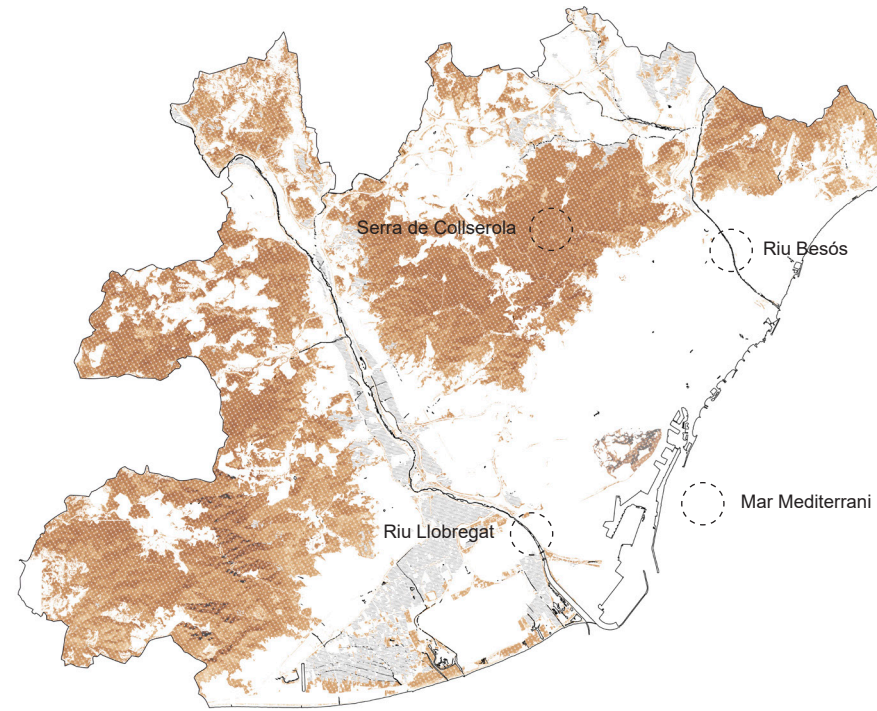 Serra de Collserola
Riu Besós
Mar Mediterrani
Riu Llobregat